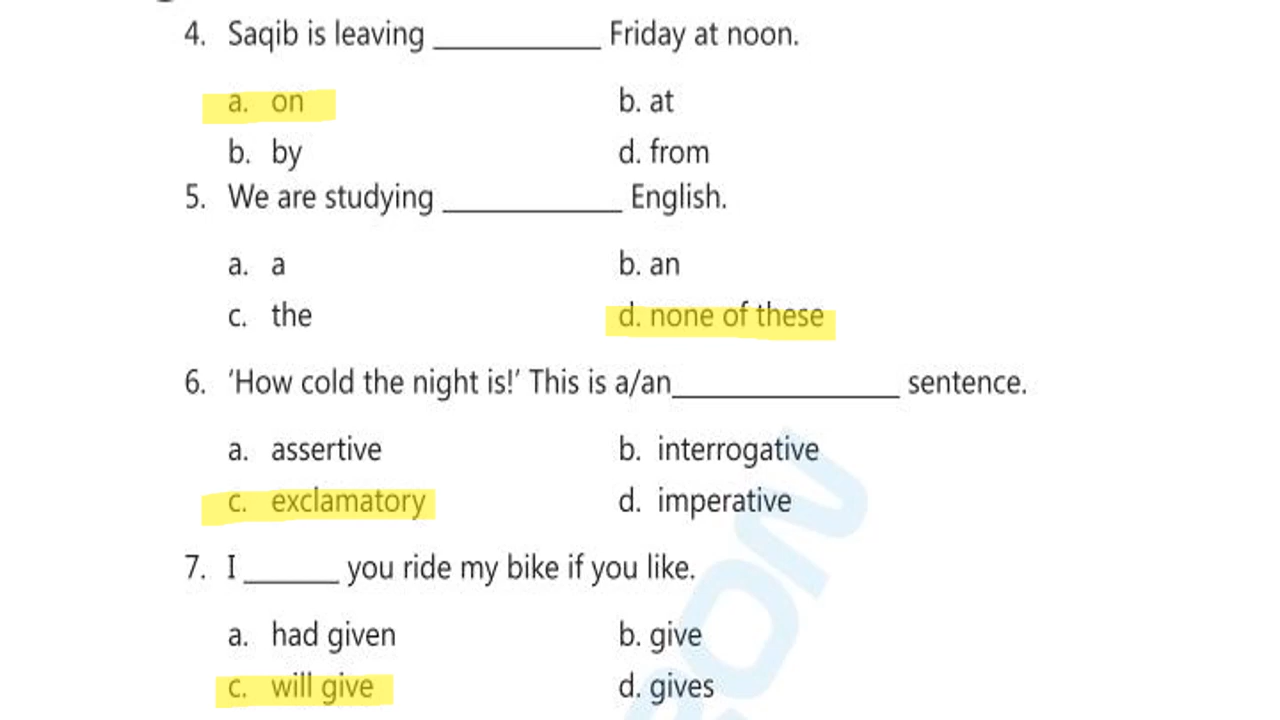 4. Saqib is leaving ____________ Friday at noon.
a. on b. at
b. by d. from
5. We are studying _____________ English.
a. a b. an
c. the d. none of these
6. ‘How cold the night is!’ This is a/an________________ sentence.
a. assertive b. interrogative
c. exclamatory d. imperative
7. I _______ you ride my bike if you like.
a. had given b. give
c. will give d. gives